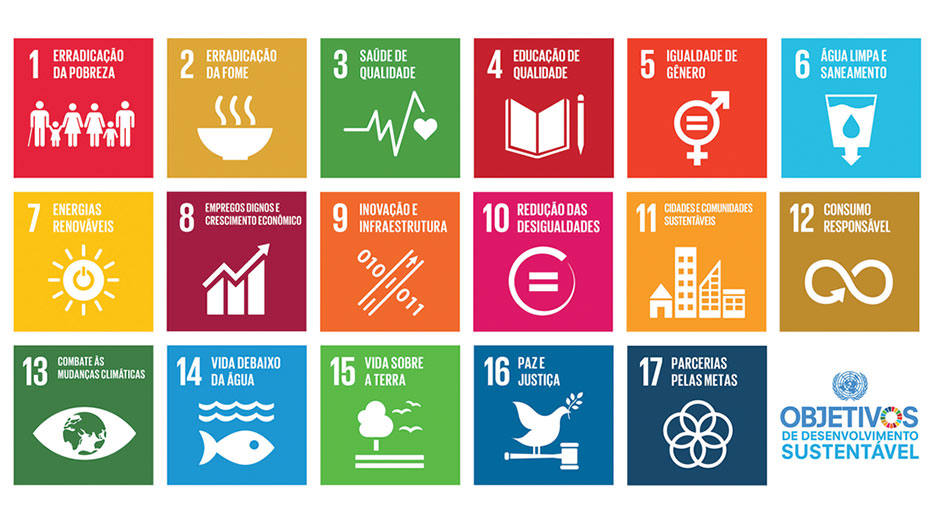 1 ERRADICAÇÃO
DA POBREZA
2 ERRADICAÇÃO
DA FOME
3 SAÚDE DE
QUALIDADE
4 EDUCAÇÃO DE
QUALIDADE
5 IGUALDADE DE
GÊNERO
6 ÁGUA LIMPA E
SANEAMENTO
7 ENERGIAS
RENOVÁVEIS
8 EMPREGOS DIGNOS E
CRESCIMENTO ECONÔMICO
9 INOVAÇÃO E
INFRAESTRUTURA
010
011
10 REDUÇÃO DAS
DESIGUALDADES
11 CIDADES E COMUNIDADES
SUSTENTÁVEIS
12 CONSUMO
RESPONSÁVEL
13 COMBATE ÀS
MUDANÇAS CLIMÁTICAS
14 VIDA DEBAIXO
DA ÁGUA
15 VIDA SOBRE
A TERRA
16 PAZ E
JUSTIÇA
17 PARCERIAS
PELAS METAS
OBJETIVOS
DE DESENVOLVIMENTO
SUSTENTÁVEL